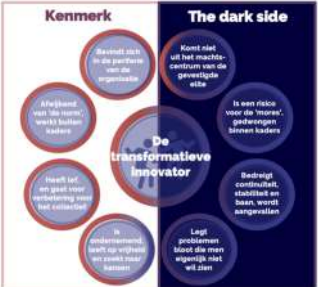 Kenmerk
The dark side
Bevindt zich
in de periferie
van de
organisatie
Komt niet
uit het machts-
centrum van de
gevestigde
elite
Afwijkend
van 'de norm',
werkt buiten
kaders
Is een risico
voor de 'mores',
gedwongen
binnen kaders
De
transformatieve
innovator
Heeft lef,
en gaat voor
verbetering voor
het collectief
Bedreigt
continuïteit,
stabiliteit en
baan, wordt
aangevallen
Is
ondernemend,
leeft op vrijheid
en zoekt naar
kansen
Legt
problemen
bloot die men
eigenlijk niet
wil zien